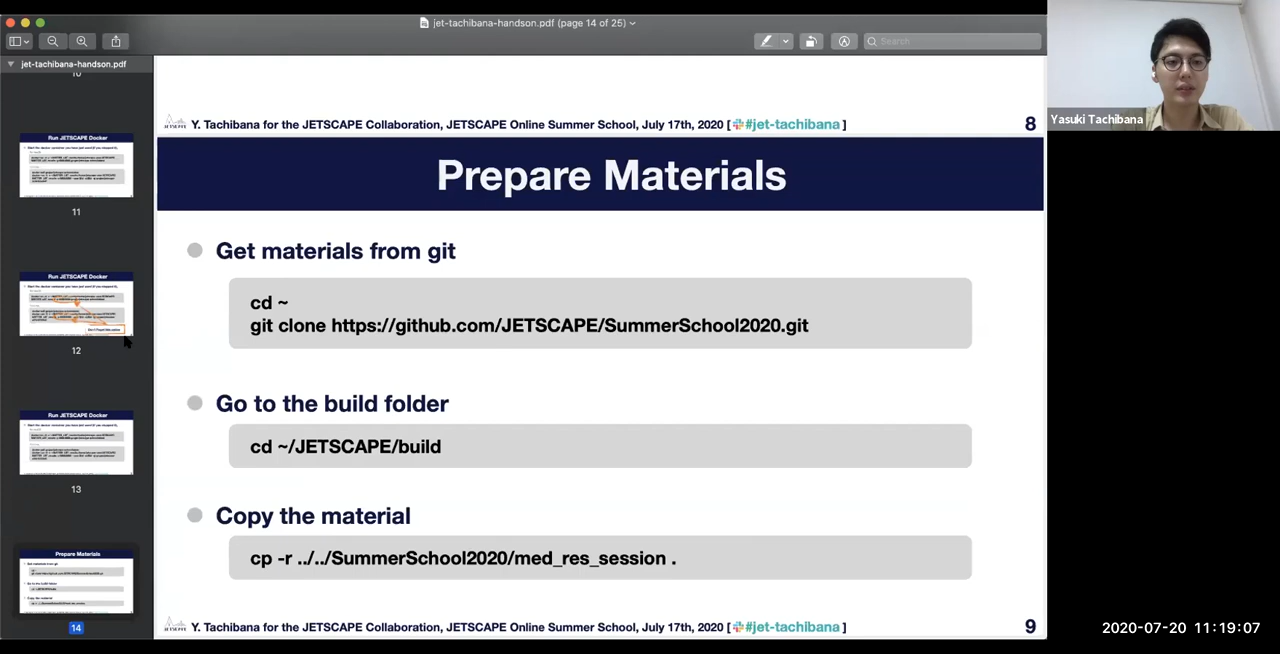 jet-tachibana-handson.pdf (page 14 of 25)
Search
jet-tachibana-handson.pdf
10
Run JETSCAPE Docker
11
Run JETSCAPE Docker
12
Run JETSCAPE Docker
13
Prepare Materials
14
Y. Tachibana for the JETSCAPE Collaboration, JETSCAPE Online Summer School, July 17th, 2020 [ #jet-tachibana ]
8
Prepare Materials
Get materials from git
cd ~
git clone https://github.com/JETSCAPE/SummerSchool2020.git
Go to the build folder
cd ~/JETSCAPE/build
Copy the material
cp -r ../../SummerSchool2020/med_res_session .
Y. Tachibana for the JETSCAPE Collaboration, JETSCAPE Online Summer School, July 17th, 2020 [ #jet-tachibana ]
9
Yasuki Tachibana
2020-07-20 11:19:07